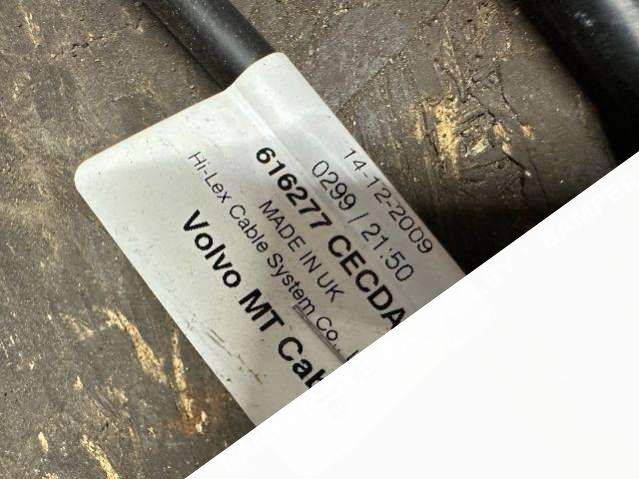 14-12-2009
0299 / 21:50
616277 CECDA
MADE IN UK
Hi-Lex Cable System Co.,
Volvo MT Cab